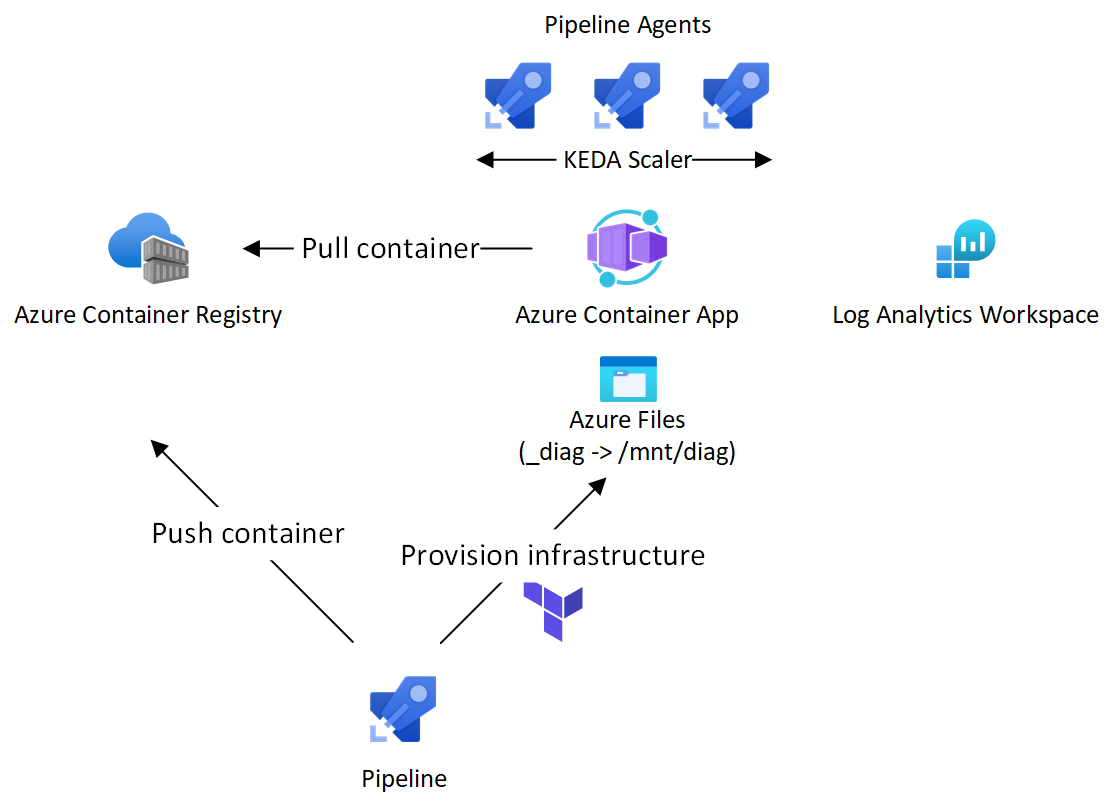 Pipeline Agents
KEDA Scaler
Pull container
Azure Container Registry
Azure Container App
Log Analytics Workspace
Azure Files
(_diag -> /mnt/diag)
Push container
Provision infrastructure
Pipeline